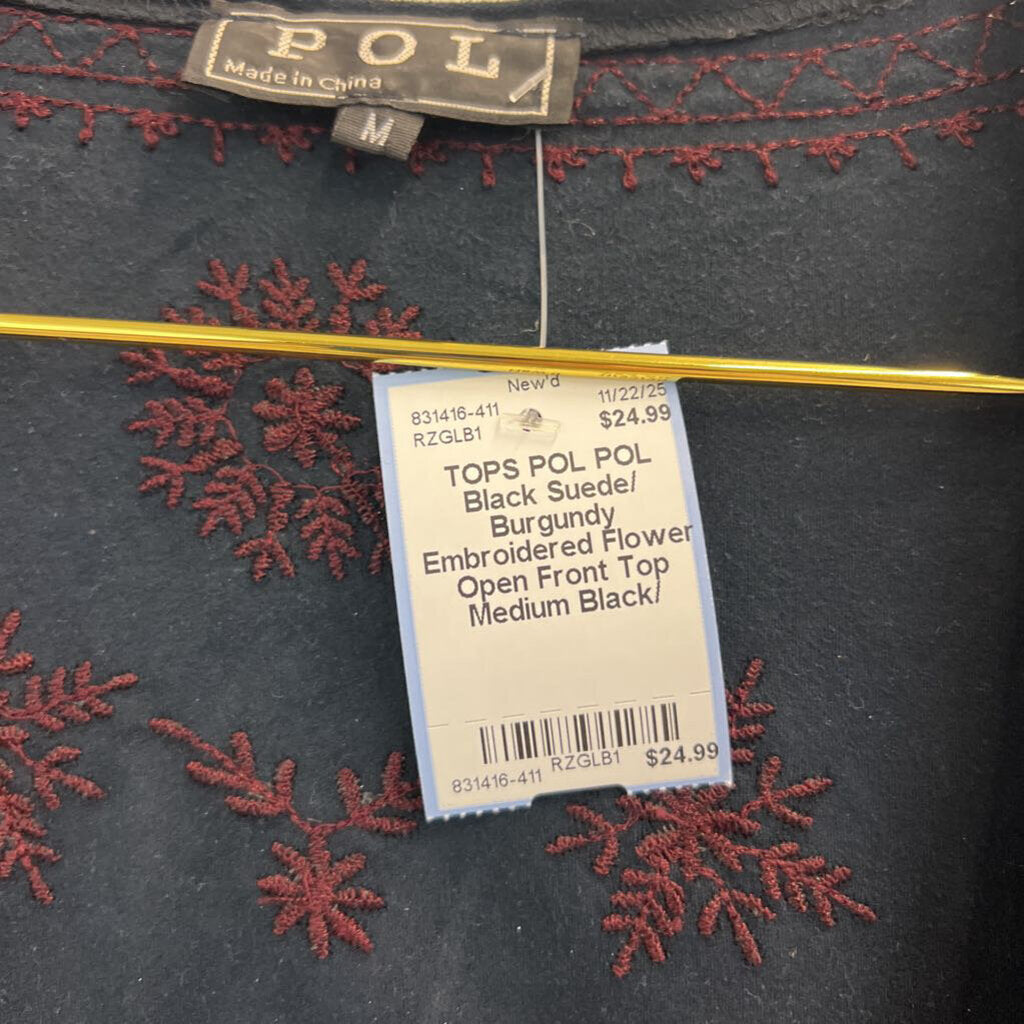 POL
Made in China
M
New'd
11/22/25
831416-411
$24.99
RZGLB1
TOPS POL POL
Black Suede/
Burgundy
Embroidered Flower
Open Front Top
Medium Black/
831416-411 RZGLB1 $24.99